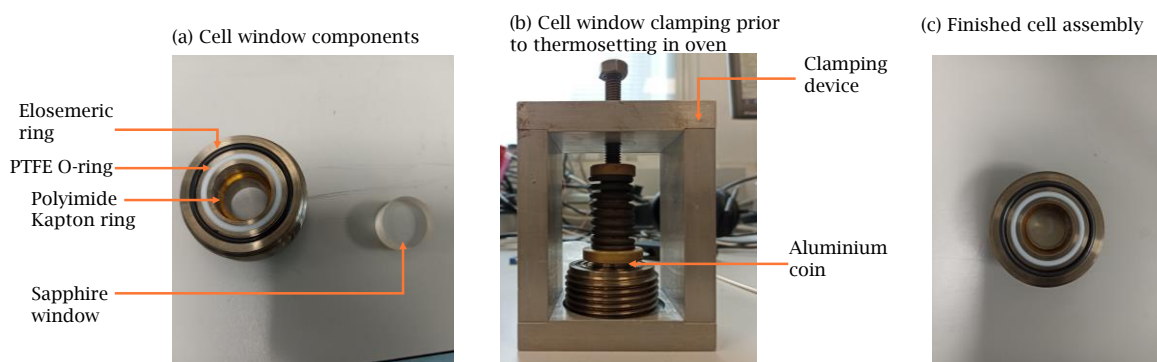 (a) Cell window components
Elosemeric
ring
PTFE O-ring
Polyimide
Kapton ring
Sapphire
window
(b) Cell window clamping prior
to thermosetting in oven
Clamping
device
Aluminium
coin
(c) Finished cell assembly